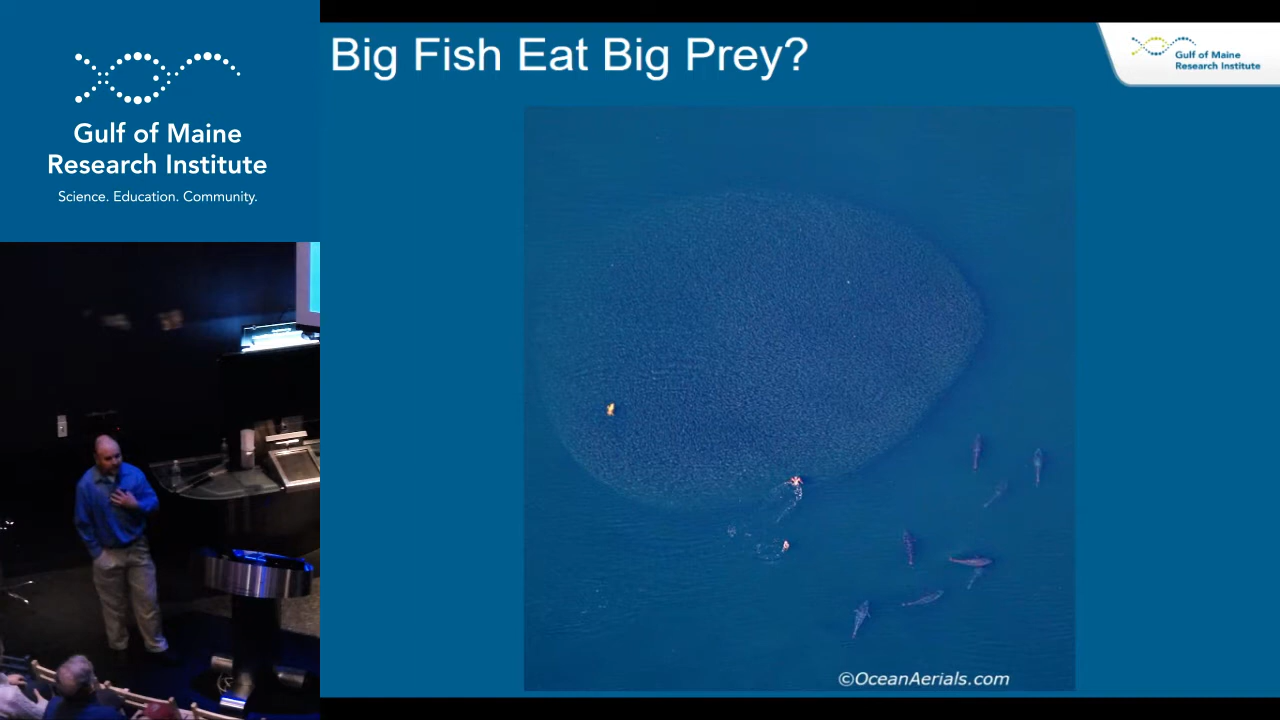 Gulf of Maine
Research Institute
Science. Education. Community.
Big Fish Eat Big Prey?
Gulf of Maine
Research Institute
©OceanAerials.com